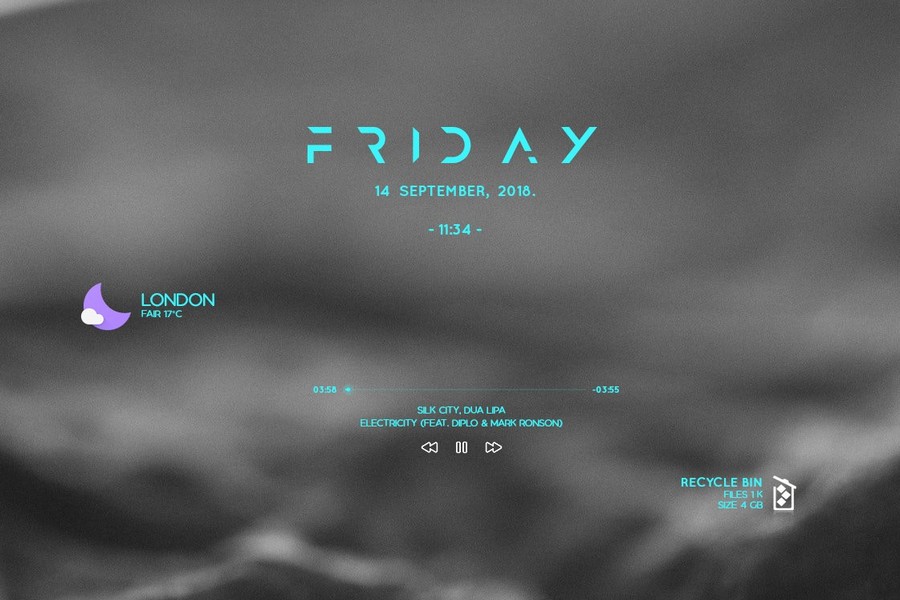 FRIDAY
14 SEPTEMBER, 2018.
- 11:34 -
LONDON
FAIR 17°C
03:58 -03:55
SILK CITY, DUA LIPA
ELECTRICITY (FEAT. DIPLO & MARK RONSON)
RECYCLE BIN
FILES 1 K
SIZE 4 GB